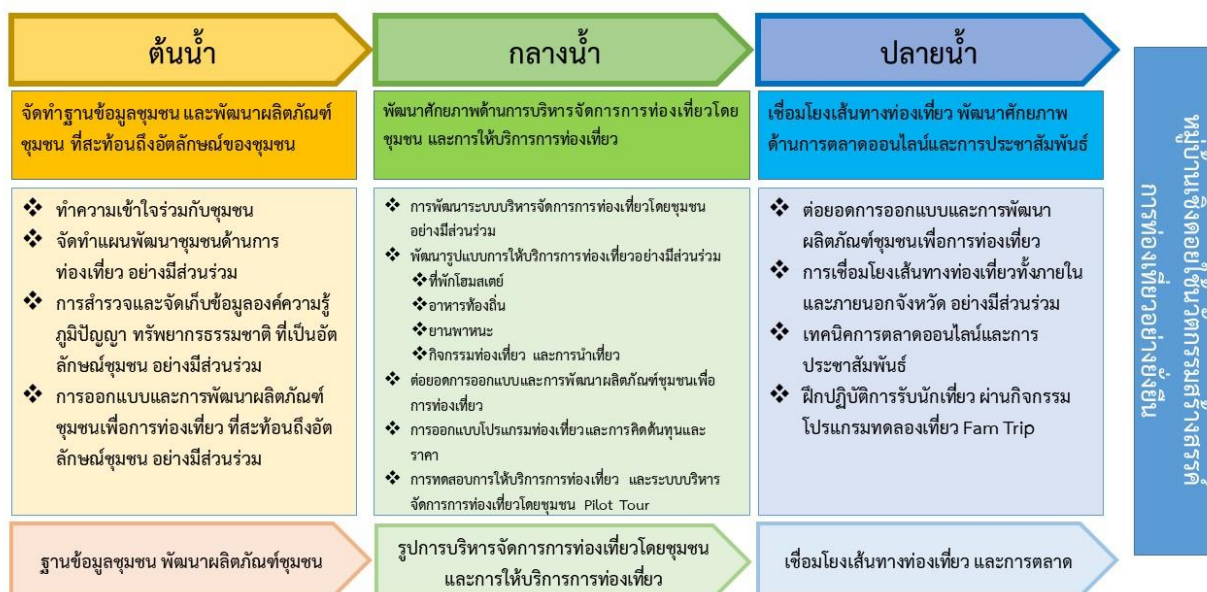 ต้นน้ำ
กลางน้ำ
ปลายน้ำ
จัดทำฐานข้อมูลชุมชน และพัฒนาผลิตภัณฑ์
ชุมชน ที่สะท้อนถึงอัตลักษณ์ของชุมชน
พัฒนาศักยภาพด้านการบริหารจัดการการท่องเที่ยวโดย
ชุมชน และการให้บริการการท่องเที่ยว
เชื่อมโยงเส้นทางท่องเที่ยว พัฒนาศักยภาพ
ด้านการตลาดออนไลน์และการประชาสัมพันธ์
❖ ทำความเข้าใจร่วมกับชุมชน
❖ จัดทำแผนพัฒนาชุมชนด้านการ
ท่องเที่ยว อย่างมีส่วนร่วม
❖ การสำรวจและจัดเก็บข้อมูลองค์ความรู้
ภูมิปัญญา ทรัพยากรธรรมชาติ ที่เป็นอัต
ลักษณ์ชุมชน อย่างมีส่วนร่วม
❖ การออกแบบและการพัฒนาผลิตภัณฑ์
ชุมชนเพื่อการท่องเที่ยว ที่สะท้อนถึงอัต
ลักษณ์ชุมชน อย่างมีส่วนร่วม
❖ การพัฒนาระบบบริหารจัดการการท่องเที่ยวโดยชุมชน
อย่างมีส่วนร่วม
❖ พัฒนารูปแบบการให้บริการการท่องเที่ยวอย่างมีส่วนร่วม
❖ที่พักโฮมสเตย์
❖อาหารท้องถิ่น
❖ยานพาหนะ
❖กิจกรรมท่องเที่ยว และการนำเที่ยว
❖ ต่อยอดการออกแบบและการพัฒนาผลิตภัณฑ์ชุมชนเพื่อ
การท่องเที่ยว
❖ การออกแบบโปรแกรมท่องเที่ยวและการคิดต้นทุนและ
ราคา
❖ การทดสอบการให้บริการการท่องเที่ยว และระบบบริหาร
จัดการการท่องเที่ยวโดยชุมชน Pilot Tour
❖ ต่อยอดการออกแบบและการพัฒนา
ผลิตภัณฑ์ชุมชนเพื่อการท่องเที่ยว
❖ การเชื่อมโยงเส้นทางท่องเที่ยวทั้งภายใน
และภายนอกจังหวัด อย่างมีส่วนร่วม
❖ เทคนิคการตลาดออนไลน์และการ
ประชาสัมพันธ์
❖ ฝึกปฏิบัติการรับนักเที่ยว ผ่านกิจกรรม
โปรแกรมทดลองเที่ยว Fam Trip
ฐานข้อมูลชุมชน พัฒนาผลิตภัณฑ์ชุมชน
รูปการบริหารจัดการการท่องเที่ยวโดยชุมชน
และการให้บริการการท่องเที่ยว
เชื่อมโยงเส้นทางท่องเที่ยว และการตลาด
หมู่บ้านเชิงดอยใช้นวัตกรรมสร้างสรรค์
การท่องเที่ยวอย่างยั่งยืน